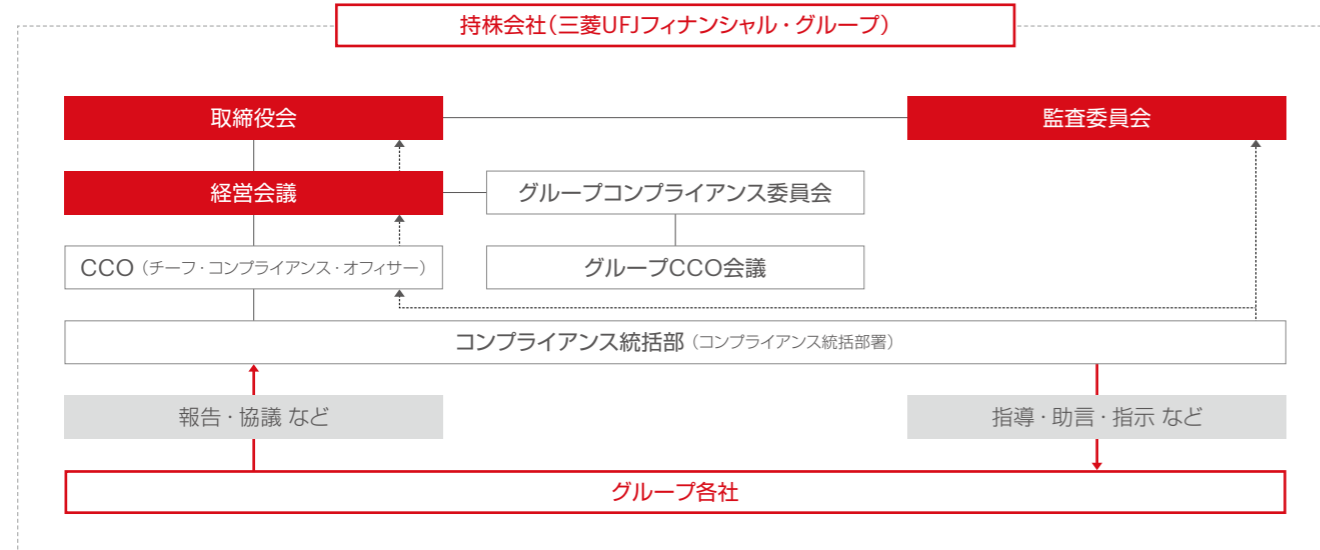 持株会社（三菱UFJフィナンシャル・グループ）
取締役会
監査委員会
経営会議
グループコンプライアンス委員会
CCO（チーフ・コンプライアンス・オフィサー）
グループCCO会議
コンプライアンス統括部（コンプライアンス統括部署）
報告・協議 など
指導・助言・指示 など
グループ各社